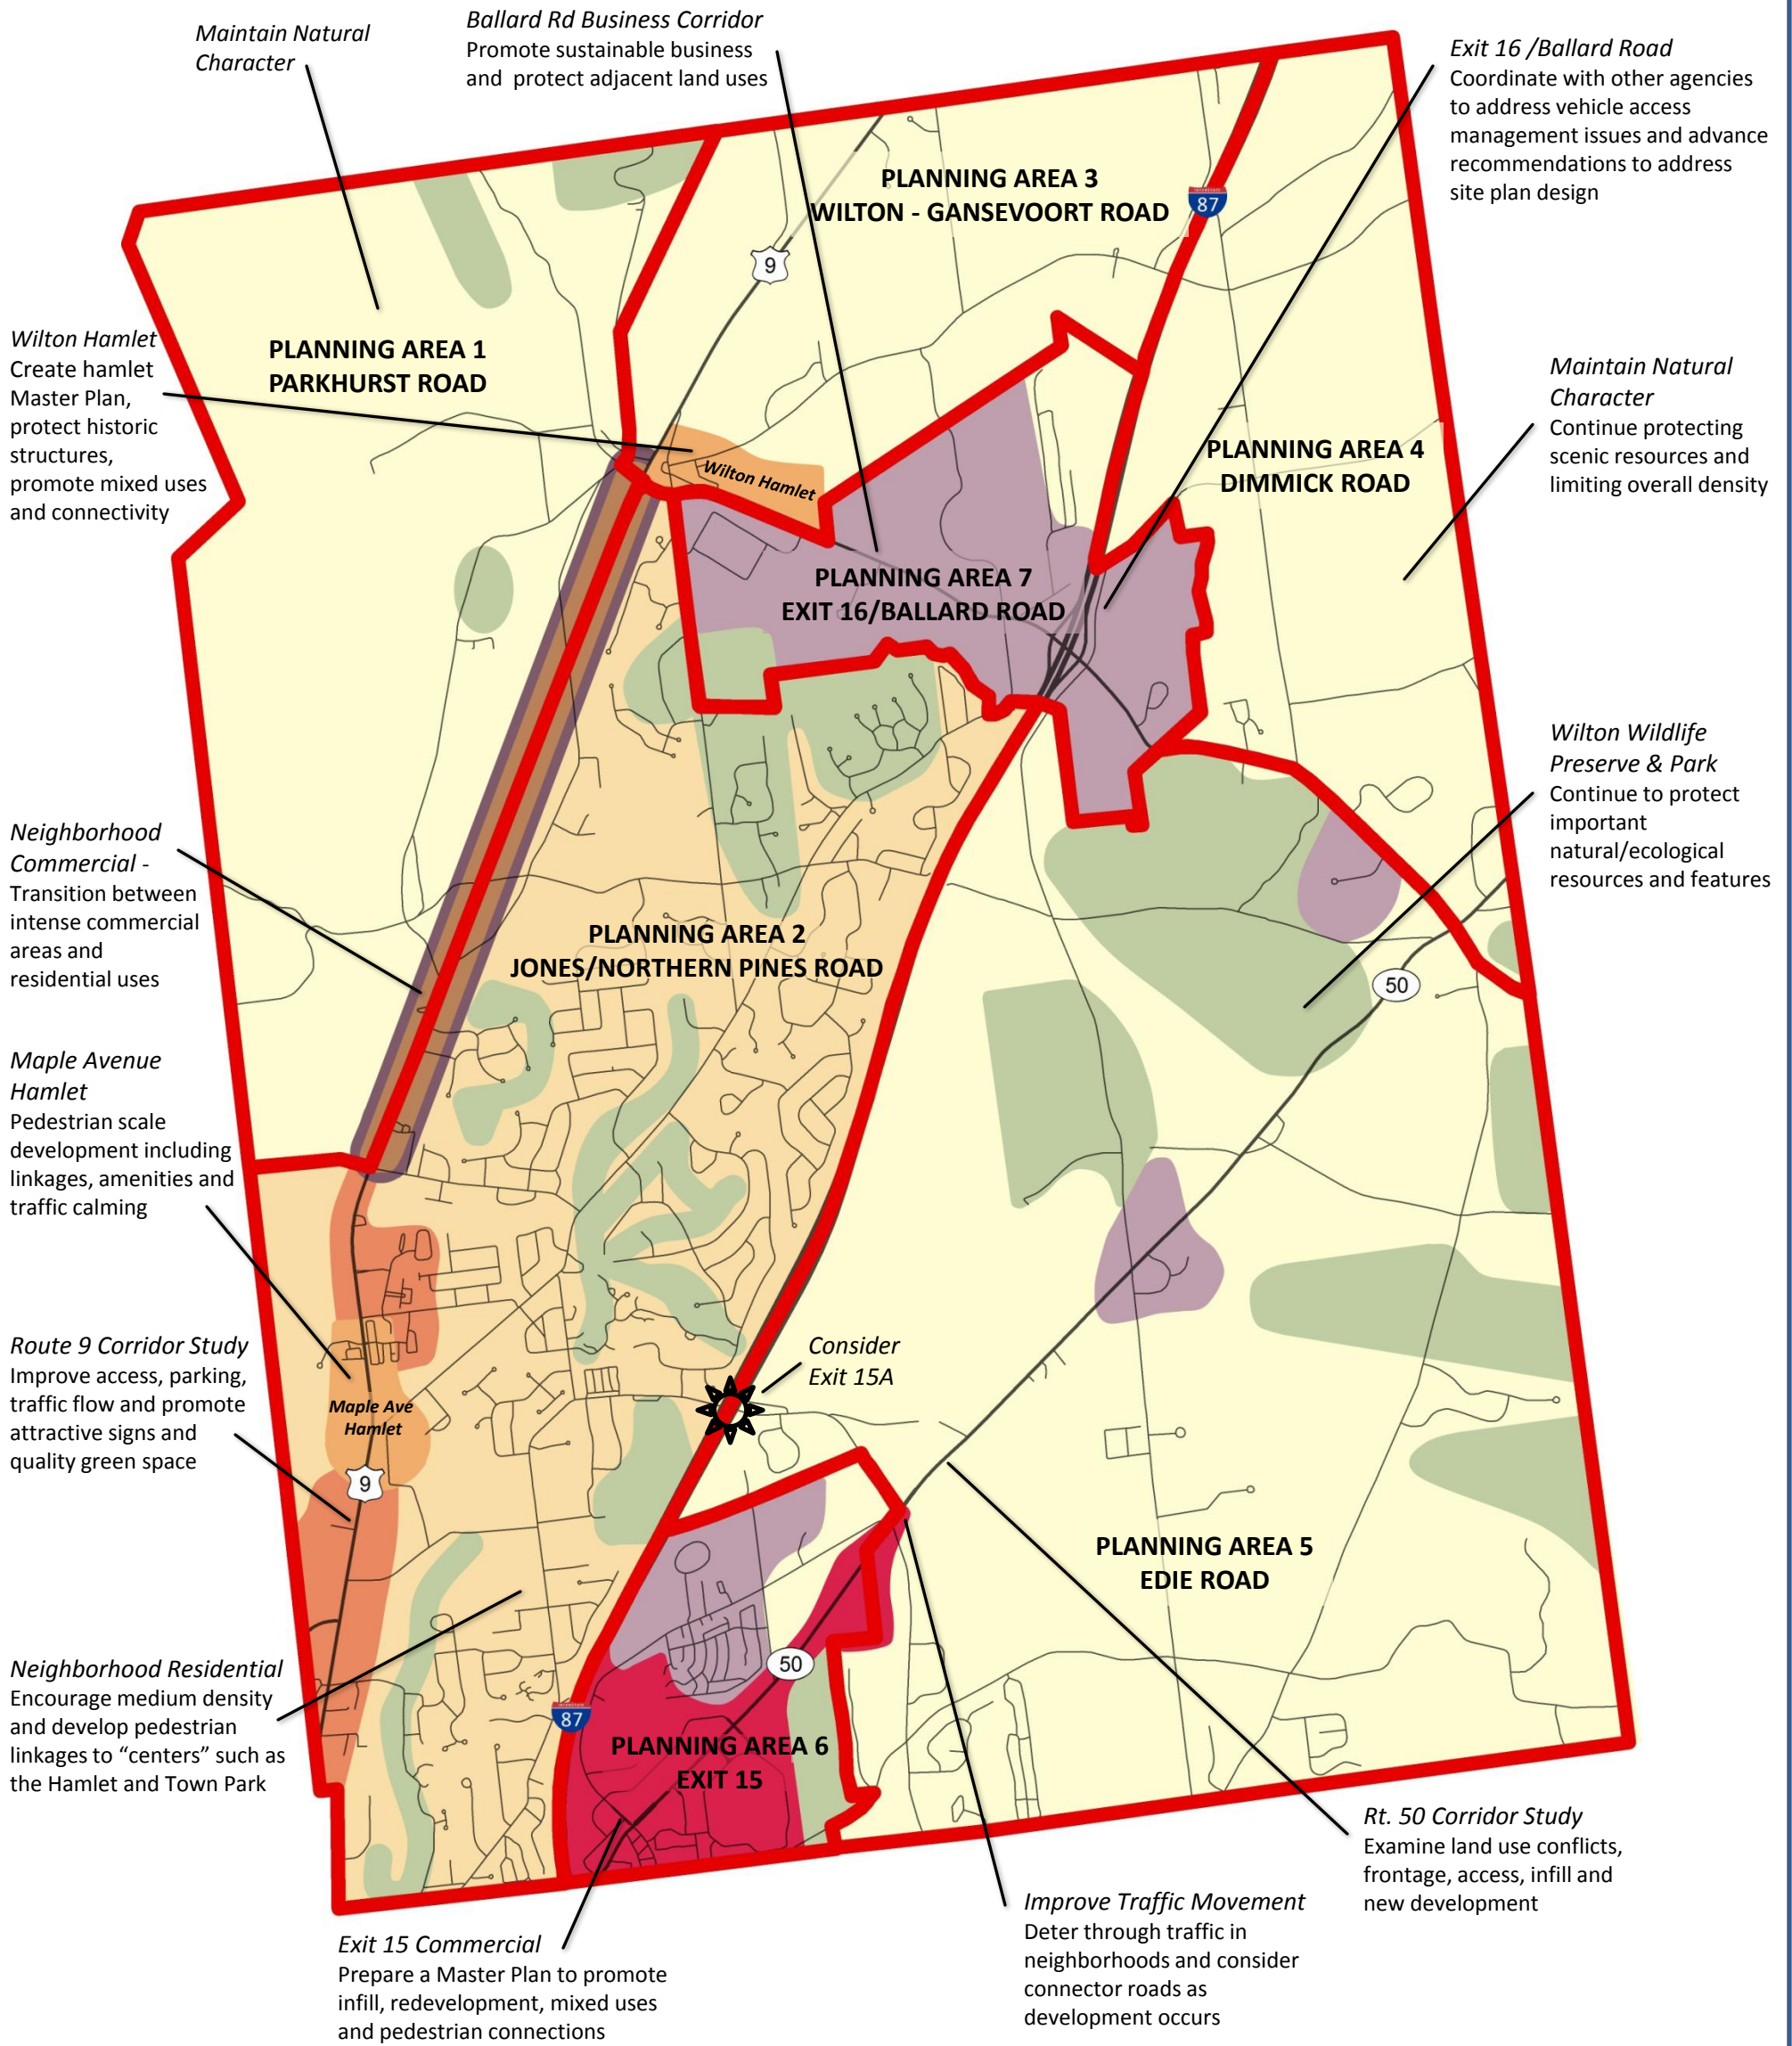 Maintain Natural
Character
Ballard Rd Business Corridor
Promote sustainable business
and protect adjacent land uses
Exit 16 /Ballard Road
Coordinate with other agencies
to address vehicle access
management issues and advance
recommendations to address
site plan design
PLANNING AREA 3
WILTON - GANSEVOORT ROAD
87
9
Wilton Hamlet
Create hamlet
Master Plan,
protect historic
structures,
promote mixed uses
and connectivity
PLANNING AREA 1
PARKHURST ROAD
Maintain Natural
Character
Continue protecting
scenic resources and
limiting overall density
PLANNING AREA 4
DIMMICK ROAD
Wilton Hamlet
PLANNING AREA 7
EXIT 16/BALLARD ROAD
Wilton Wildlife
Preserve & Park
Continue to protect
important
natural/ecological
resources and features
Neighborhood
Commercial -
Transition between
intense commercial
areas and
residential uses
PLANNING AREA 2
JONES/NORTHERN PINES ROAD
50
Maple Avenue
Hamlet
Pedestrian scale
development including
linkages, amenities and
traffic calming
Route 9 Corridor Study
Improve access, parking,
traffic flow and promote
attractive signs and
quality green space
Consider
Exit 15A
Maple Ave
Hamlet
9
PLANNING AREA 5
EDIE ROAD
Neighborhood Residential
Encourage medium density
and develop pedestrian
linkages to “centers” such as
the Hamlet and Town Park
50
87
PLANNING AREA 6
EXIT 15
Rt. 50 Corridor Study
Examine land use conflicts,
frontage, access, infill and
new development
Improve Traffic Movement
Deter through traffic in
neighborhoods and consider
connector roads as
development occurs
Exit 15 Commercial
Prepare a Master Plan to promote
infill, redevelopment, mixed uses
and pedestrian connections